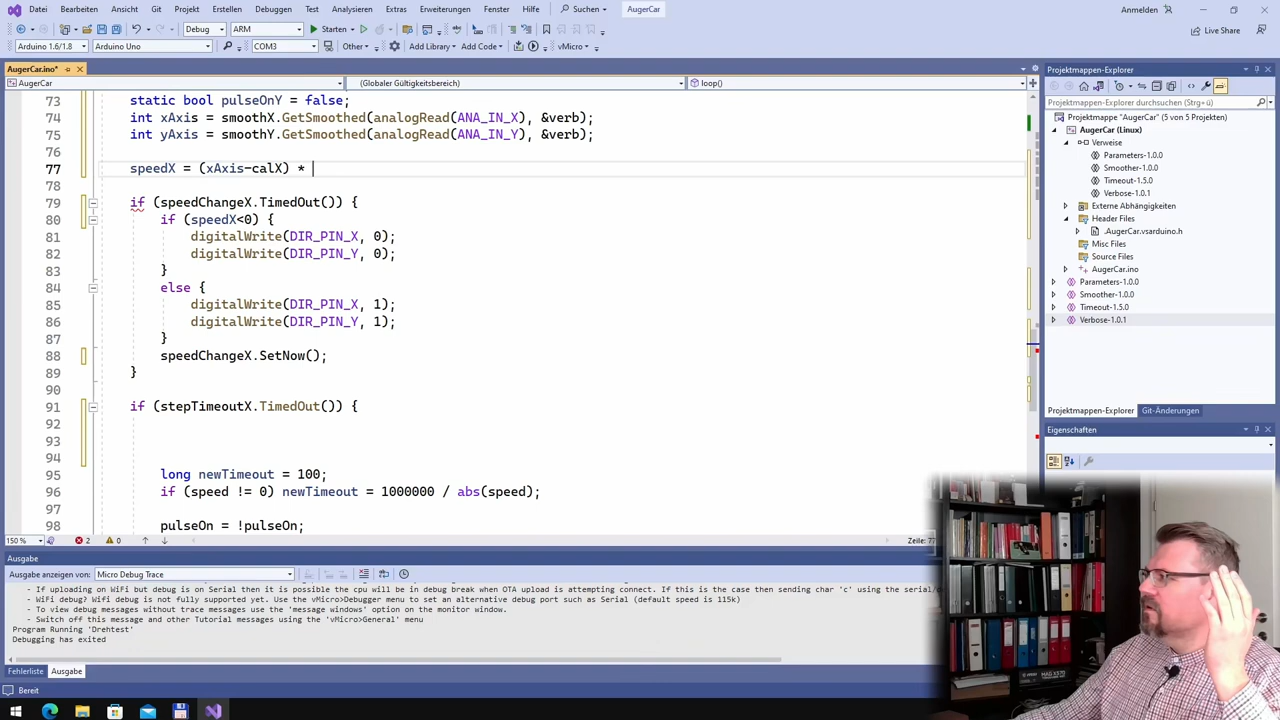 Datei Bearbeiten Ansicht Git Projekt Erstellen Debuggen Test Analysieren Extras Erweiterungen Fenster Hilfe Suchen AugerCar Anmelden
Debug ARM Starten Live Share
Arduino 1.6/1.8 Arduino Uno COM3 Other Add Library Add Code vMicro
AugerCar.ino*
AugerCar (Globaler Gültigkeitsbereich) loop()
73 static bool pulseOnY = false;
74 int xAxis = smoothX.GetSmoothed(analogRead(ANA_IN_X), &verb);
75 int yAxis = smoothY.GetSmoothed(analogRead(ANA_IN_Y), &verb);
76
77 speedX = (xAxis-calX) *
78
79 if (speedChangeX.TimedOut()) {
80 if (speedX<0) {
81 digitalWrite(DIR_PIN_X, 0);
82 digitalWrite(DIR_PIN_Y, 0);
83 }
84 else {
85 digitalWrite(DIR_PIN_X, 1);
86 digitalWrite(DIR_PIN_Y, 1);
87 }
88 speedChangeX.SetNow();
89 }
90
91 if (stepTimeoutX.TimedOut()) {
92
93
94
95 long newTimeout = 100;
96 if (speed != 0) newTimeout = 1000000 / abs(speed);
98 pulseOn = !pulseOn;
150 % 2 0 Zeile: 77
Ausgabe
Ausgabe anzeigen von: Micro Debug Trace
- If uploading on WiFi but debug is on Serial then it is possible the cpu will be in debug break when OTA upload is attempting connect. If this is the case then sending char 'c' using the serial/de
- WiFi debug? Wifi debug is not fully supported yet. Use the vMicro>Debugger menu to set an alternative debug port such as Serial (default speed is 115k)
- To view debug messages without trace messages use the 'message windows' option on the monitor window.
- Switch off this message and other Tutorial messages using the 'vMicro>General' menu
Program Running 'Drehtest'
Debugging has exited
Fehlerliste Ausgabe
Bereit
Projektmappen-Explorer
Projektmappen-Explorer durchsuchen (Strg+ü)
Projektmappe "AugerCar" (5 von 5 Projekten)
AugerCar (Linux)
Verweise
Parameters-1.0.0
Smoother-1.0.0
Timeout-1.5.0
Verbose-1.0.1
Externe Abhängigkeiten
Header Files
.AugerCar.vsarduino.h
Misc Files
Source Files
AugerCar.ino
Parameters-1.0.0
Smoother-1.0.0
Timeout-1.5.0
Verbose-1.0.1
Projektmappen-Explorer Git-Änderungen
Eigenschaften